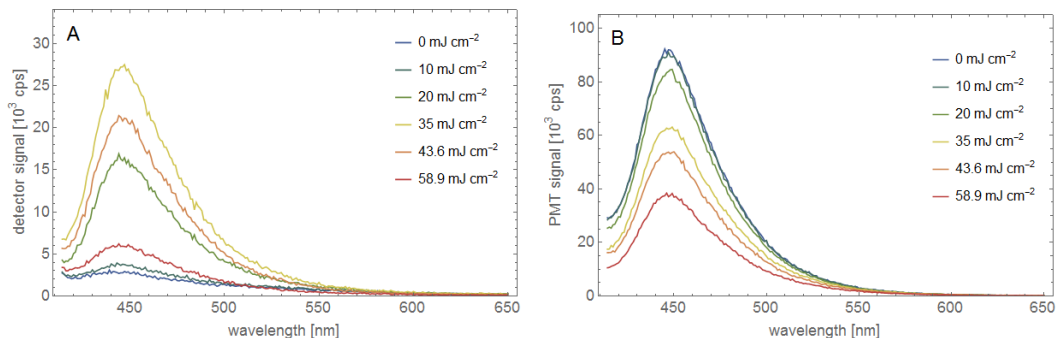 A
detector signal [10³ cps]
30
25
20
15
10
5
0
450
500
550
600
650
wavelength [nm]
0 mJ cm⁻²
10 mJ cm⁻²
20 mJ cm⁻²
35 mJ cm⁻²
43.6 mJ cm⁻²
58.9 mJ cm⁻²
B
PMT signal [10³ cps]
100
80
60
40
20
0
450
500
550
600
650
wavelength [nm]
0 mJ cm⁻²
10 mJ cm⁻²
20 mJ cm⁻²
35 mJ cm⁻²
43.6 mJ cm⁻²
58.9 mJ cm⁻²